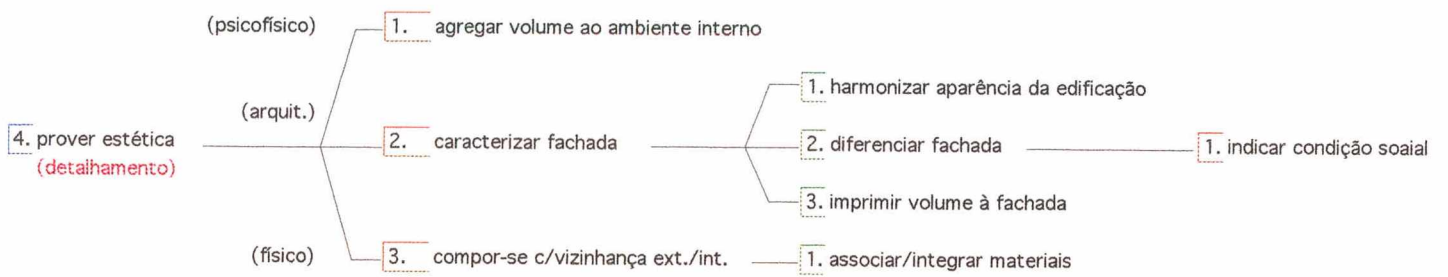 (psicofísico)
1. agregar volume ao ambiente interno
1. harmonizar aparência da edificação
(arquit.)
4. prover estética
(detalhamento)
2. caracterizar fachada
2. diferenciar fachada
1. indicar condição soaial
3. imprimir volume à fachada
(físico)
3. compor-se c/vizinhança ext./int.
1. associar/integrar materiais